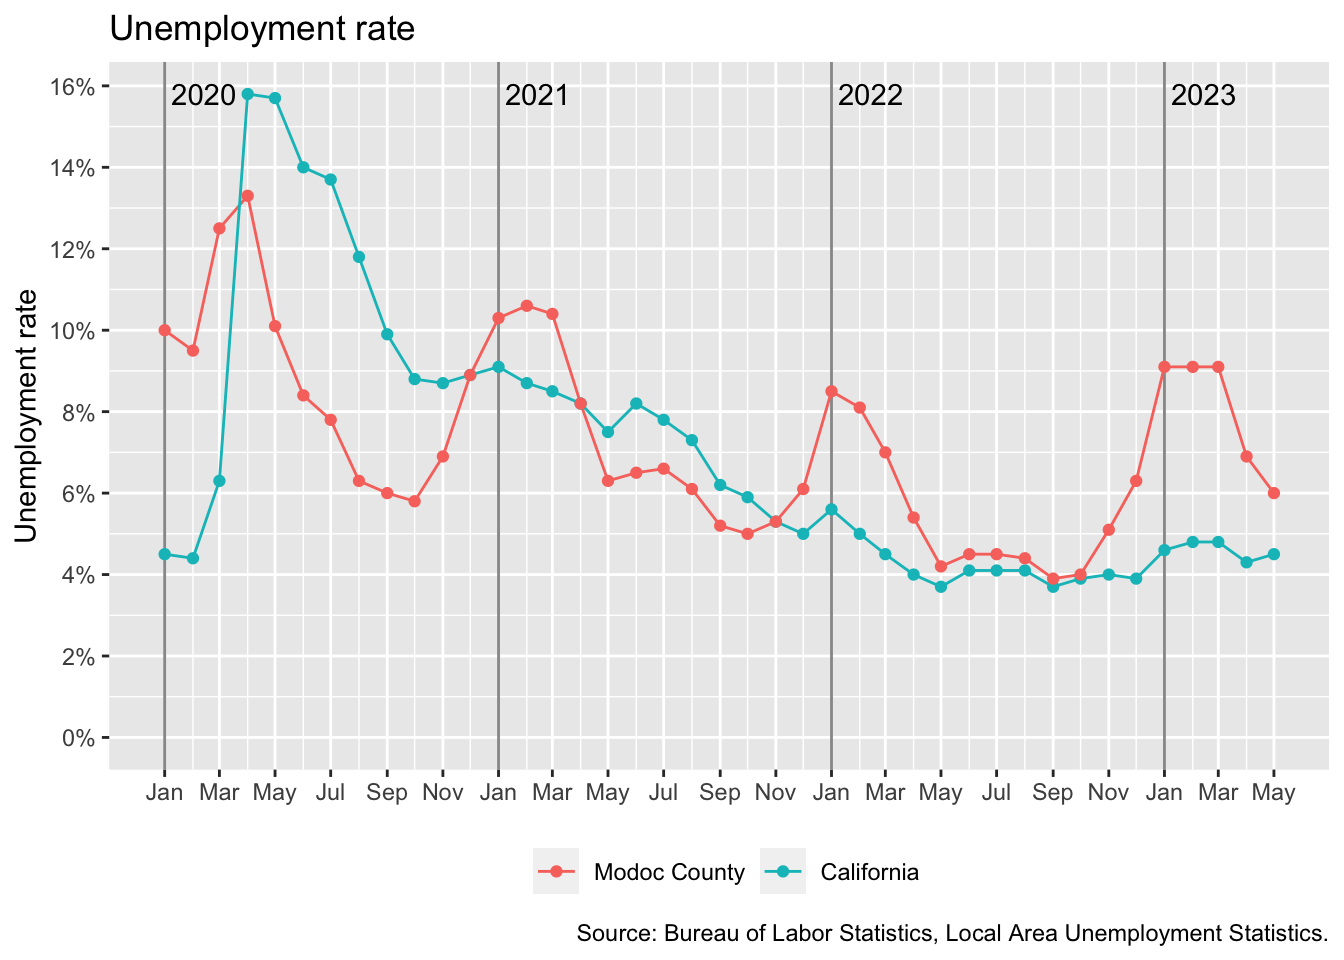 Unemployment rate
2020 2021 2022 2023
16%
14%
12%
10%
8%
6%
4%
2%
0%
Unemployment rate
Jan Mar May Jul Sep Nov Jan Mar May Jul Sep Nov Jan Mar May Jul Sep Nov Jan Mar May
Modoc County California
Source: Bureau of Labor Statistics, Local Area Unemployment Statistics.